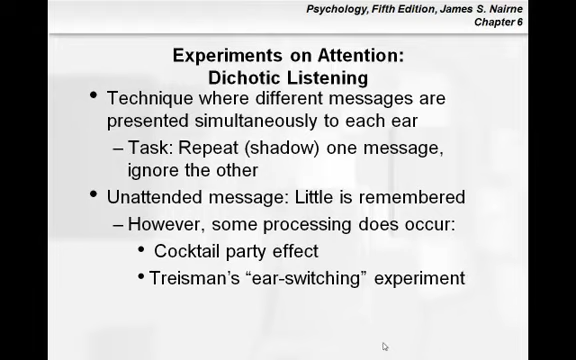 Psychology, Fifth Edition, James S. Nairne
Chapter 6
Experiments on Attention:
Dichotic Listening
• Technique where different messages are
presented simultaneously to each ear
– Task: Repeat (shadow) one message,
ignore the other
• Unattended message: Little is remembered
– However, some processing does occur:
• Cocktail party effect
• Treisman's “ear-switching” experiment